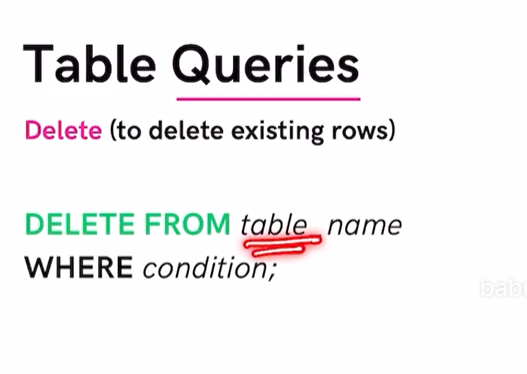 Table Queries
Delete (to delete existing rows)
DELETE FROM table_name
WHERE condition;